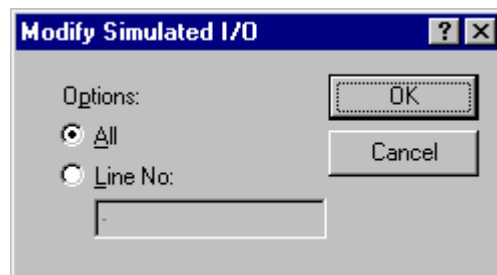 Modify Simulated I/O
Options:
All
Line No:
-
OK
Cancel